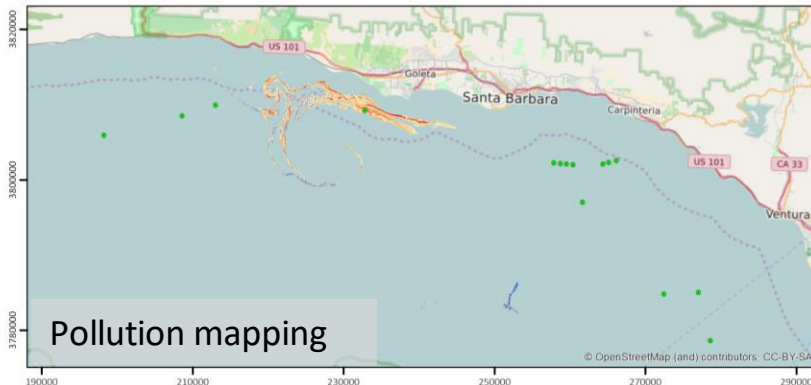 3820000
US 101
Goleta
Santa Barbara
Carpinteria
3800000
US 101
CA 33
Ventura
3780000
Pollution mapping
© OpenStreetMap (and) contributors. CC-BY-SA
190000 210000 230000 250000 270000 290000